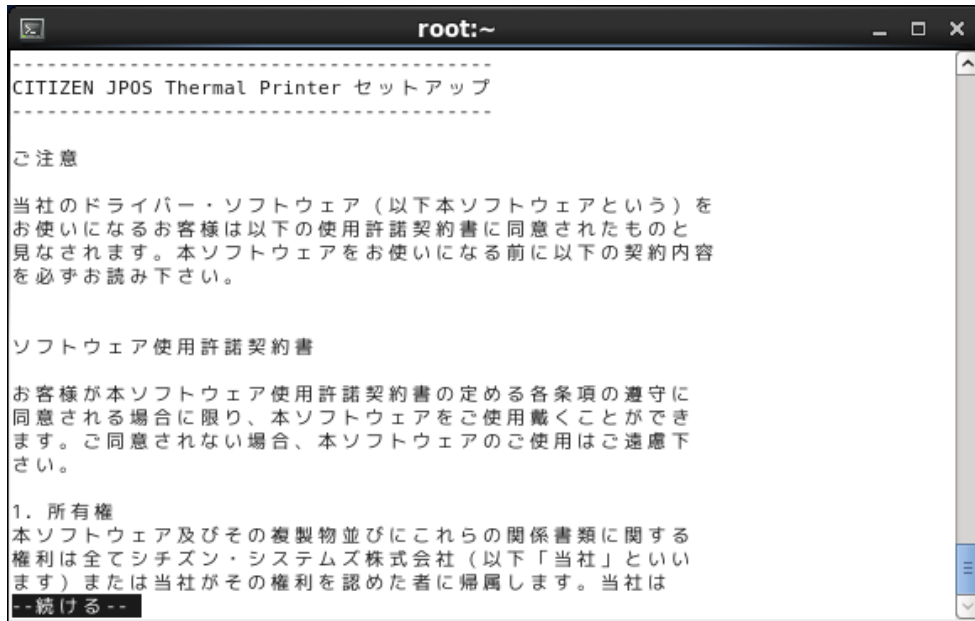 root:~
-----------------------------------------
CITIZEN JPOS Thermal Printer セットアップ
-----------------------------------------
ご注意
当社のドライバー・ソフトウェア(以下本ソフトウェアという)を
お使いになるお客様は以下の使用許諾契約書に同意されたものと
見なされます。本ソフトウェアをお使いになる前に以下の契約内容
を必ずお読み下さい。
ソフトウェア使用許諾契約書
お客様が本ソフトウェア使用許諾契約書の定める各条項の遵守に
同意される場合に限り、本ソフトウェアをご使用戴くことができ
ます。ご同意されない場合、本ソフトウェアのご使用はご遠慮下
さい。
1. 所有権
本ソフトウェア及びその複製物並びにこれらの関係書類に関する
権利は全てシチズン・システムズ株式会社(以下「当社」といい
ます)または当社がその権利を認めた者に帰属します。当社は
--続ける--